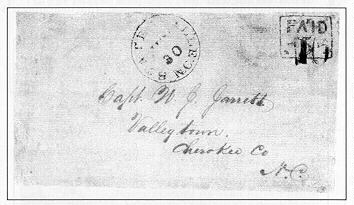 30
PAID
Capt. N. J. Jarrett
Valleytown.
Cherokee Co
N. C.